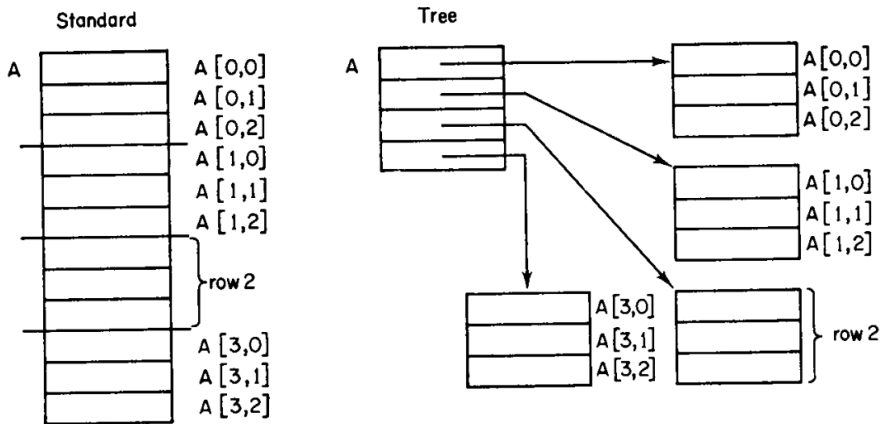 Standard
A
A [0,0]
A [0,1]
A [0,2]
A [1,0]
A [1,1]
A [1,2]
row 2
A [3,0]
A [3,1]
A [3,2]
Tree
A
A [0,0]
A [0,1]
A [0,2]
A [1,0]
A [1,1]
A [1,2]
A [3,0]
A [3,1]
A [3,2]
row 2